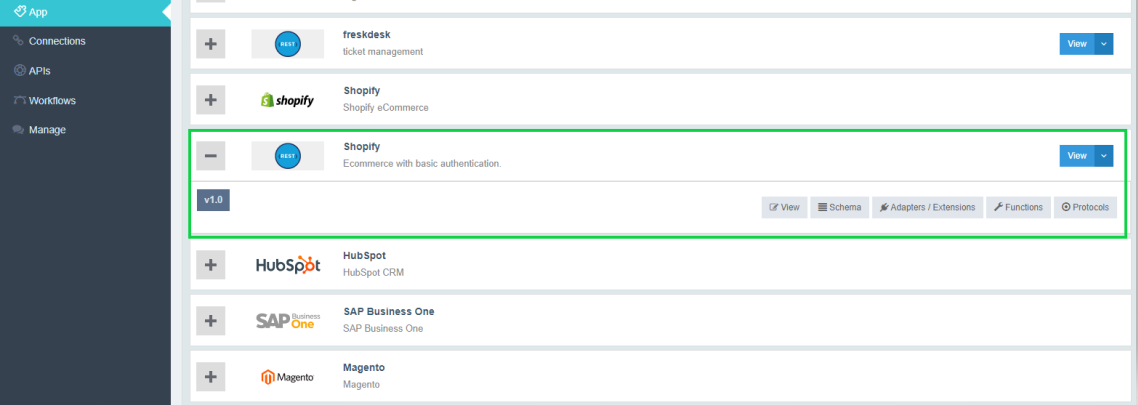 App
Connections
APIs
Workflows
Manage
REST
freskdesk
ticket management
View
shopify
Shopify
Shopify eCommerce
REST
Shopify
Ecommerce with basic authentication.
View
v1.0
View
Schema
Adapters / Extensions
Functions
Protocols
HubSpot
HubSpot
HubSpot CRM
SAP Business One
SAP Business One
SAP Business One
Magento
Magento
Magento